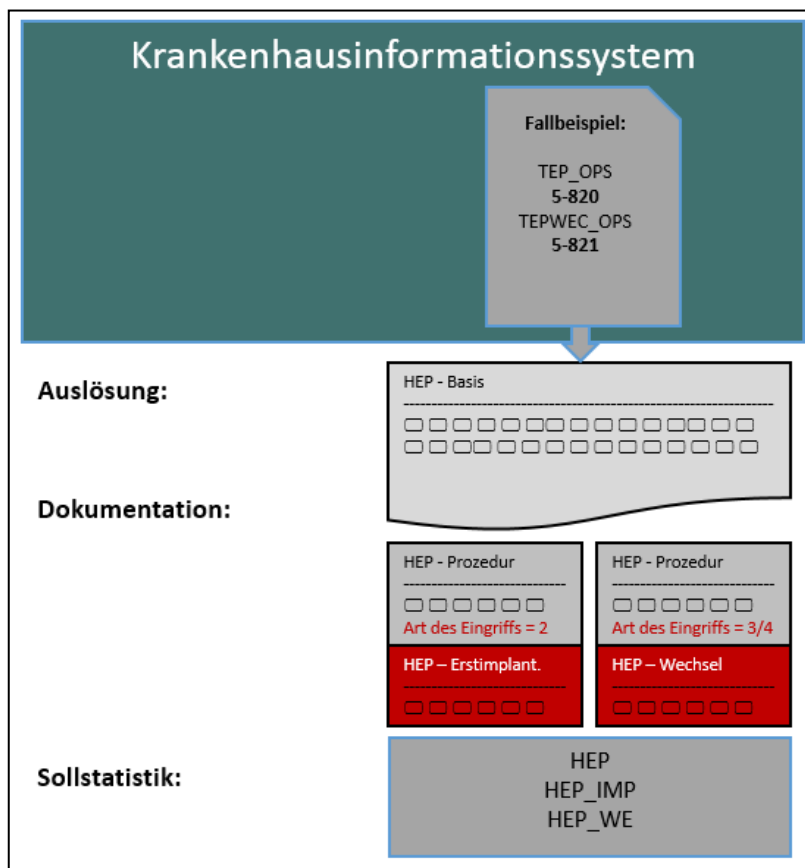 Krankenhausinformationssystem
Fallbeispiel:
TEP_OPS
5-820
TEPWEC_OPS
5-821
Auslösung:
HEP - Basis
Dokumentation:
HEP - Prozedur
Art des Eingriffs = 2
HEP – Erstimplant.
HEP - Prozedur
Art des Eingriffs = 3/4
HEP – Wechsel
Sollstatistik:
HEP
HEP_IMP
HEP_WE